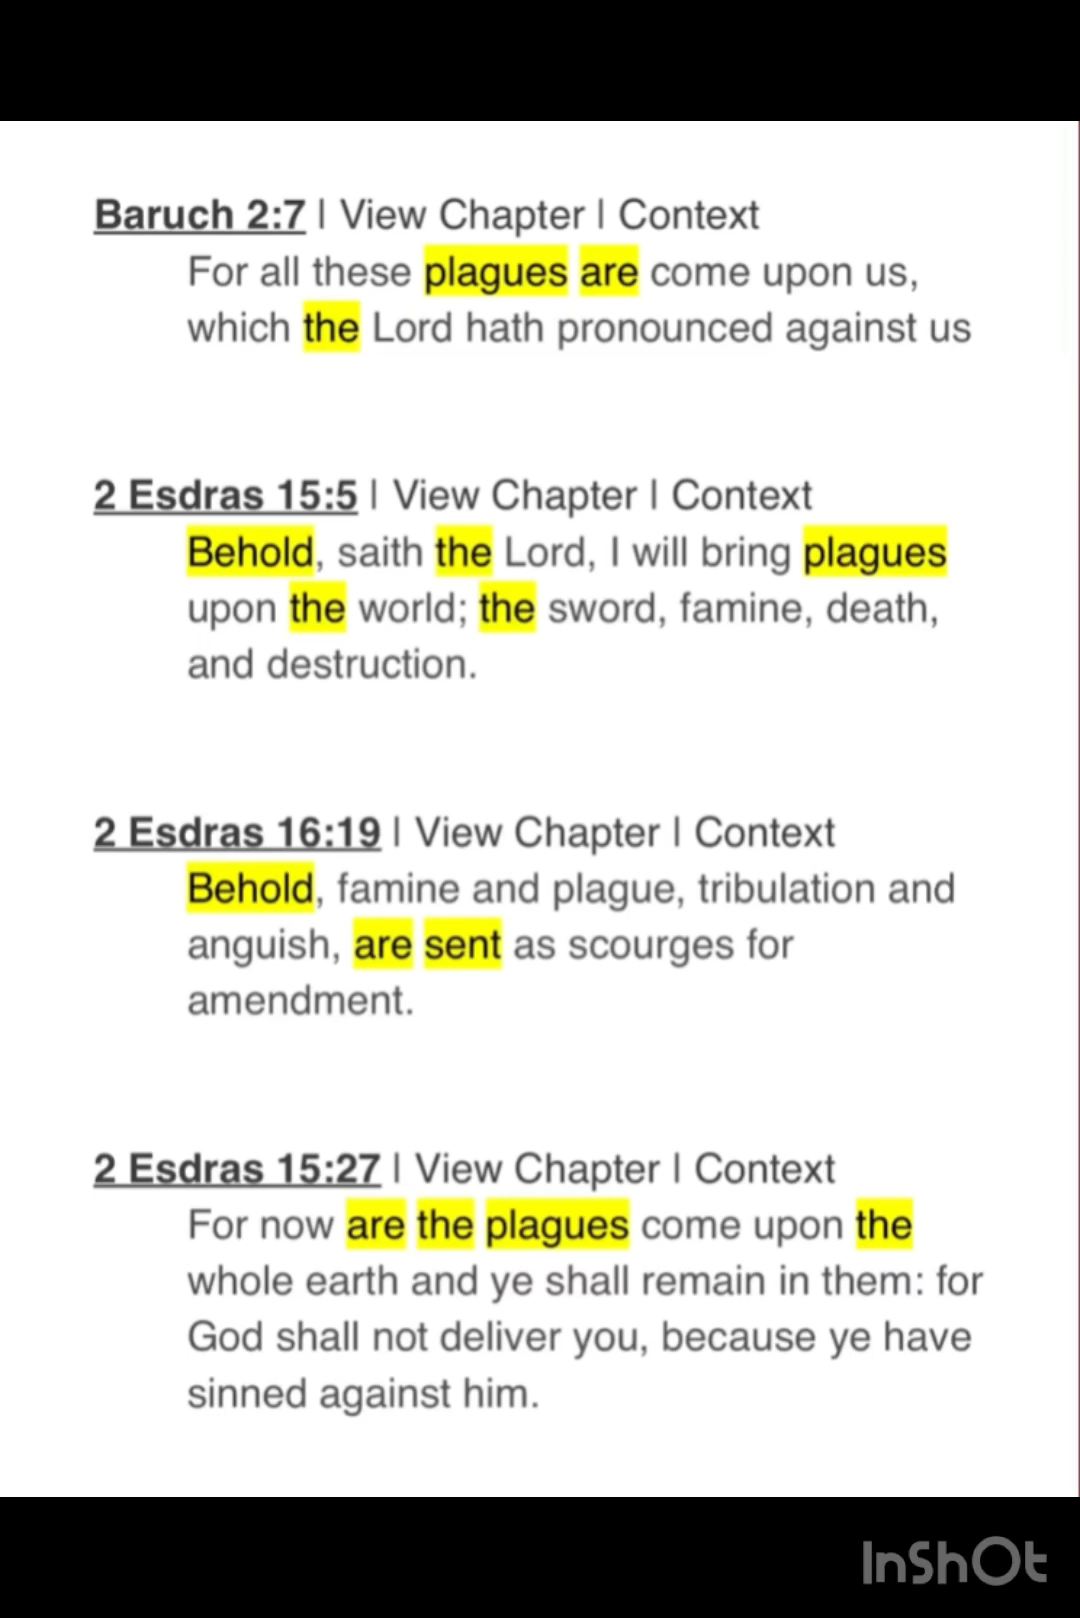 Baruch 2:7 | View Chapter | Context
For all these plagues are come upon us,
which the Lord hath pronounced against us
2 Esdras 15:5 | View Chapter | Context
Behold, saith the Lord, I will bring plagues
upon the world; the sword, famine, death,
and destruction.
2 Esdras 16:19 | View Chapter | Context
Behold, famine and plague, tribulation and
anguish, are sent as scourges for
amendment.
2 Esdras 15:27 | View Chapter | Context
For now are the plagues come upon the
whole earth and ye shall remain in them: for
God shall not deliver you, because ye have
sinned against him.
InShOt